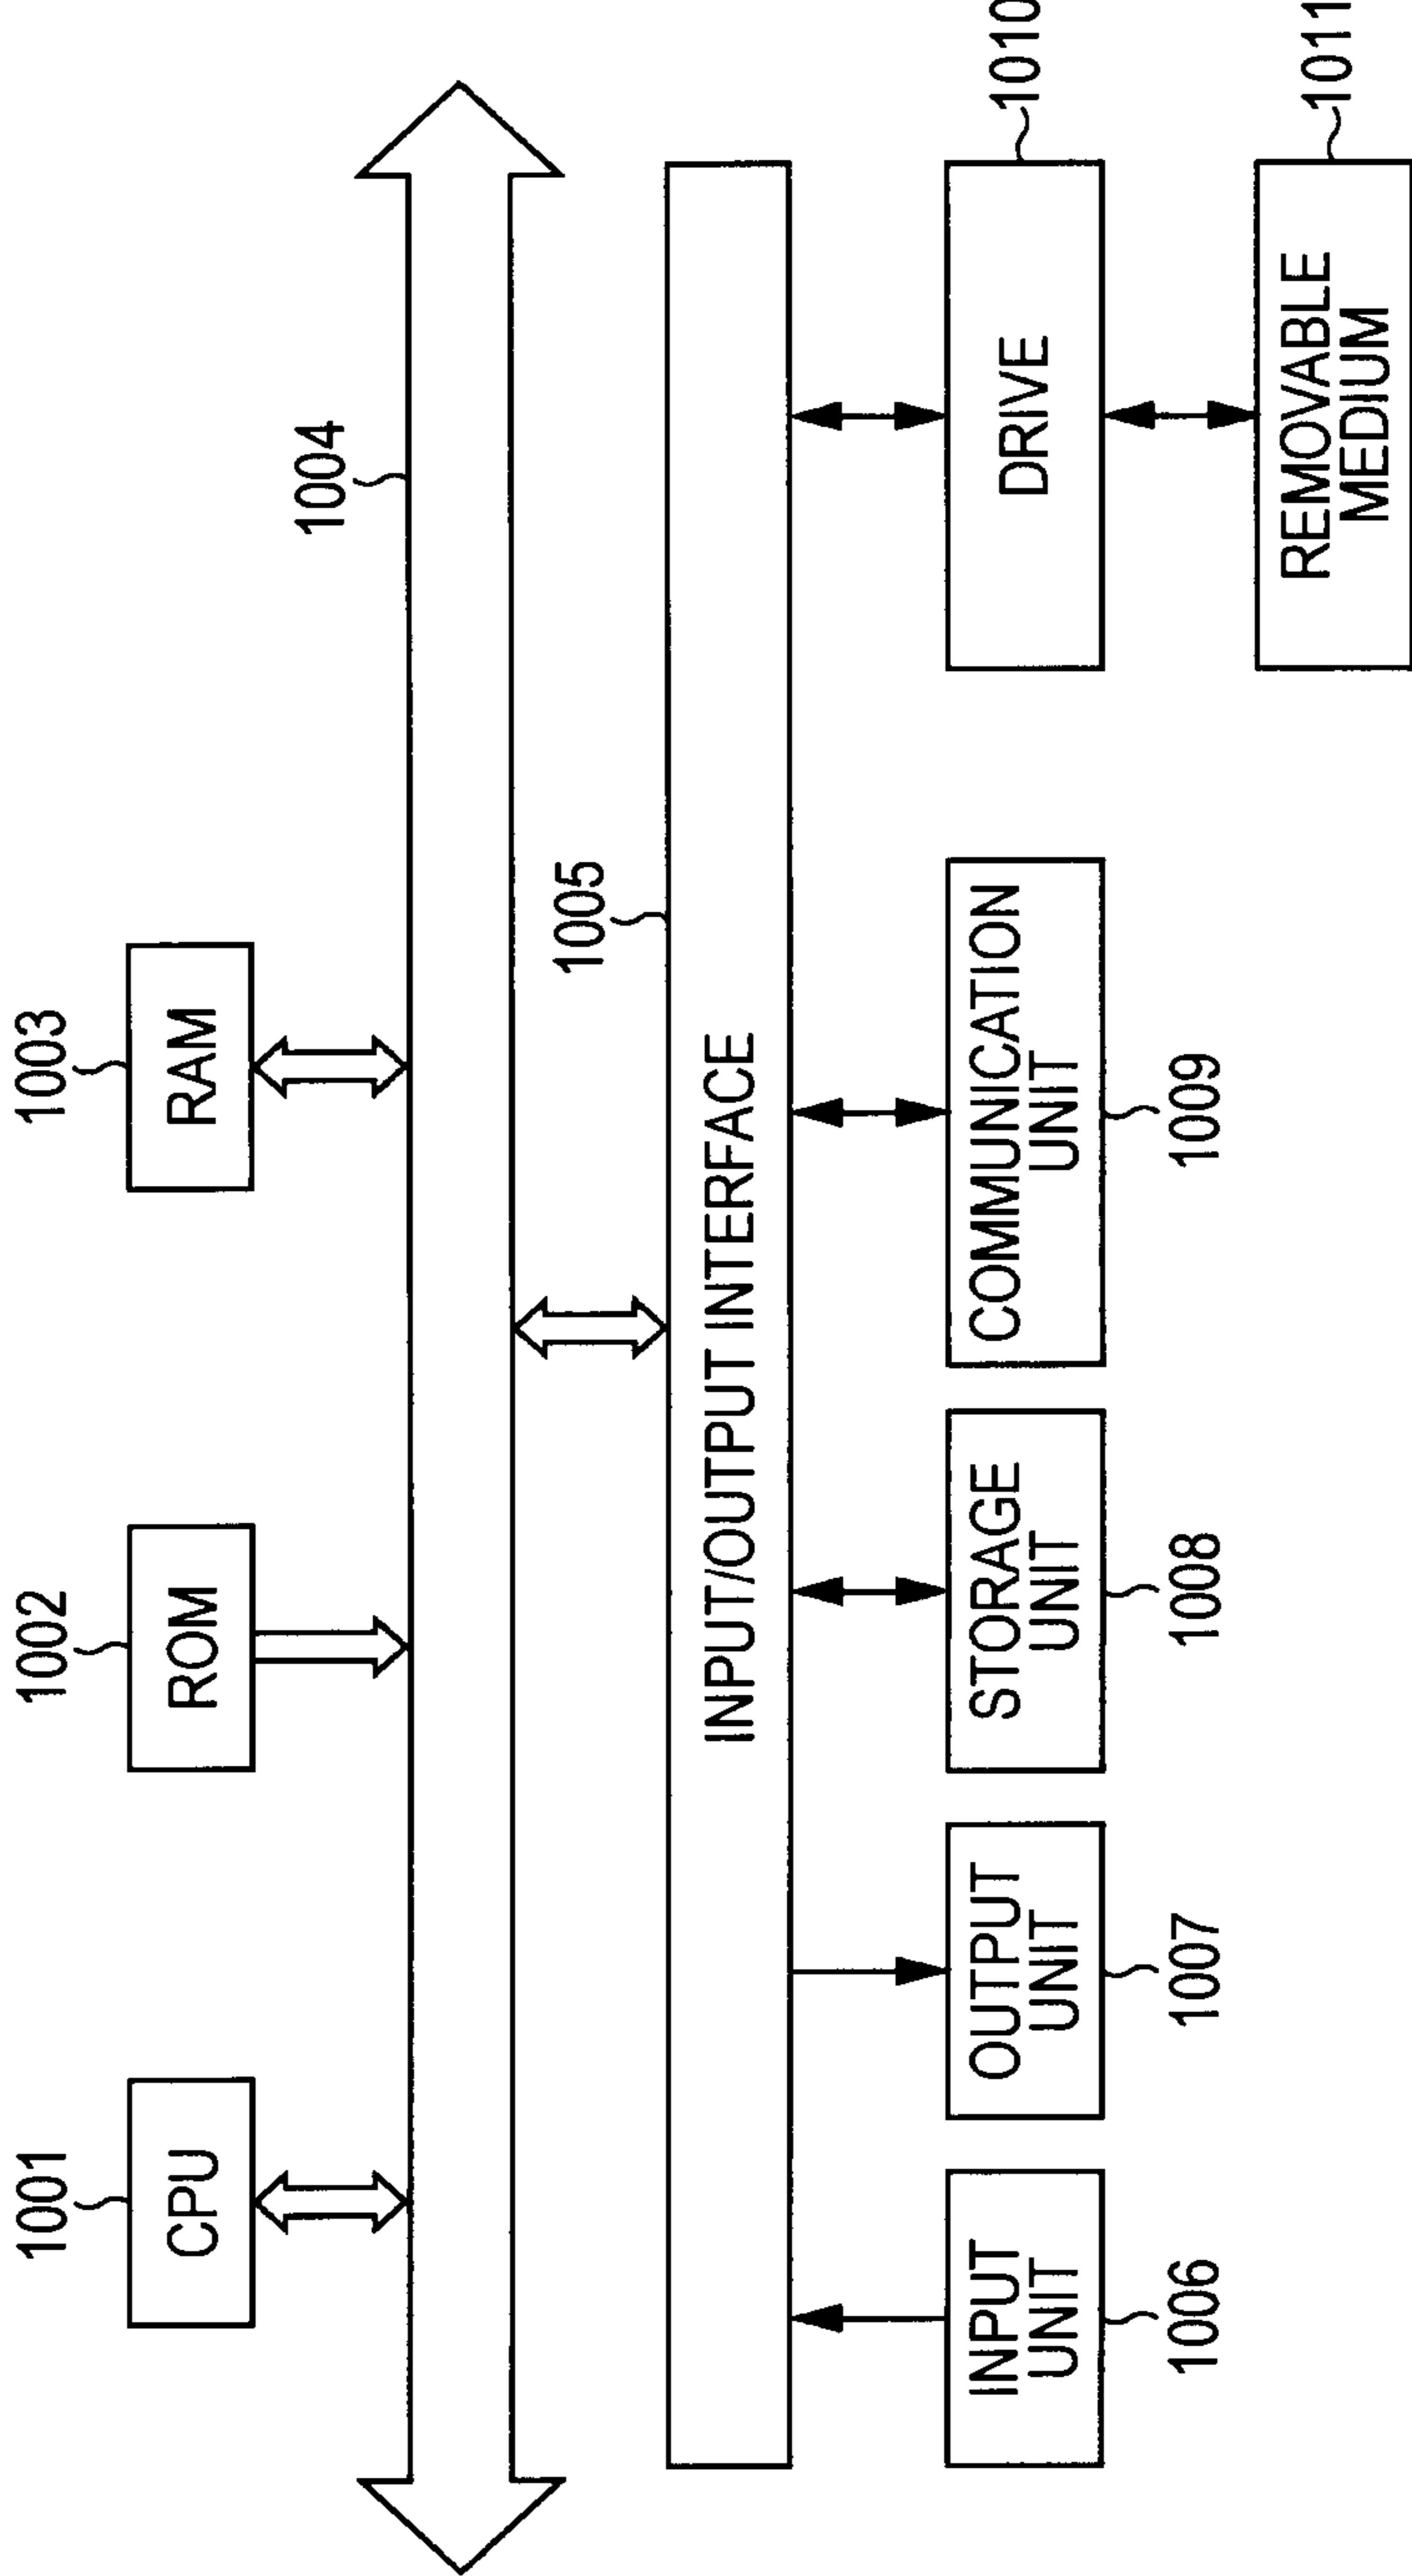 1001
1002
1003
CPU
ROM
RAM
1004
1005
INPUT/OUTPUT INTERFACE
INPUT
UNIT
OUTPUT
UNIT
STORAGE
UNIT
COMMUNICATION
UNIT
DRIVE
1010
1006
1007
1008
1009
REMOVABLE
MEDIUM
1011